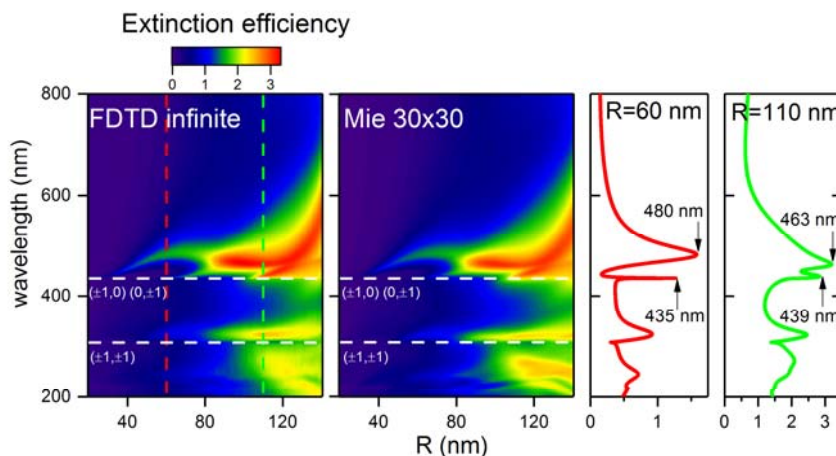 Extinction efficiency
0 1 2 3
800
600
400
200
wavelength (nm)
FDTD infinite
(±1,0) (0,±1)
(±1,±1)
40 80 120
Mie 30x30
40 80 120
R (nm)
R=60 nm
480 nm
435 nm
0 1
R=110 nm
463 nm
439 nm
0 1 2 3
(±1,0) (0,±1)
(±1,±1)